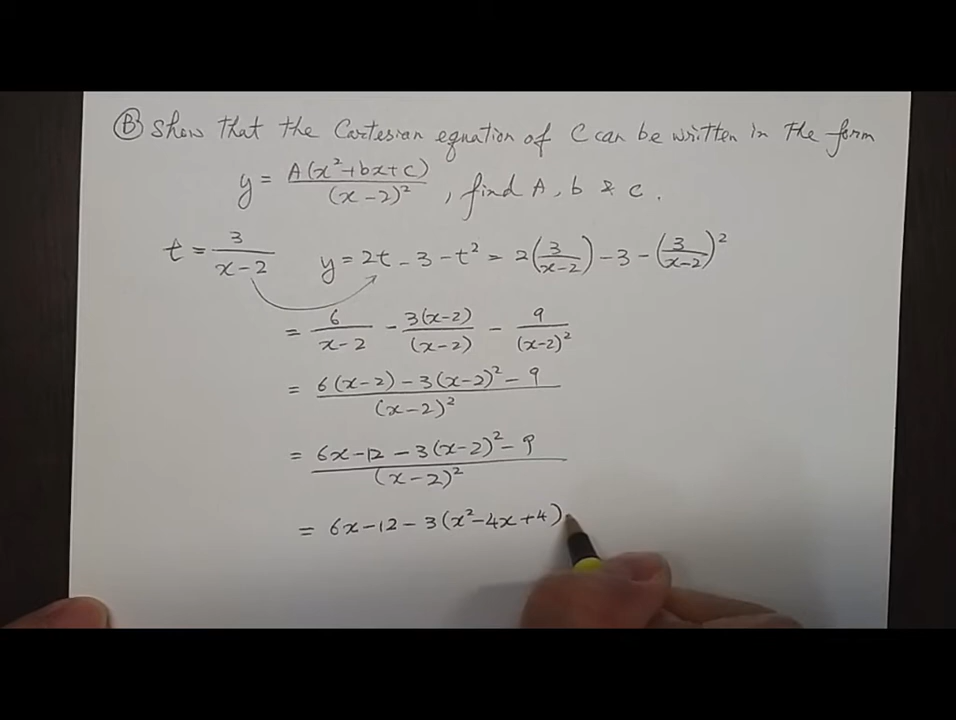 Ⓑ Show that the Cartesian equation of C can be written in the form
y = A(x²+bx+c)/(x-2)² , find A, b & c.
t = 3/(x-2) y = 2t - 3 - t² = 2(3/(x-2)) - 3 - (3/(x-2))²
= 6/(x-2) - 3(x-2)/(x-2) - 9/(x-2)²
= (6(x-2) - 3(x-2)² - 9)/(x-2)²
= (6x-12 - 3(x-2)² - 9)/(x-2)²
= 6x-12-3(x²-4x+4)